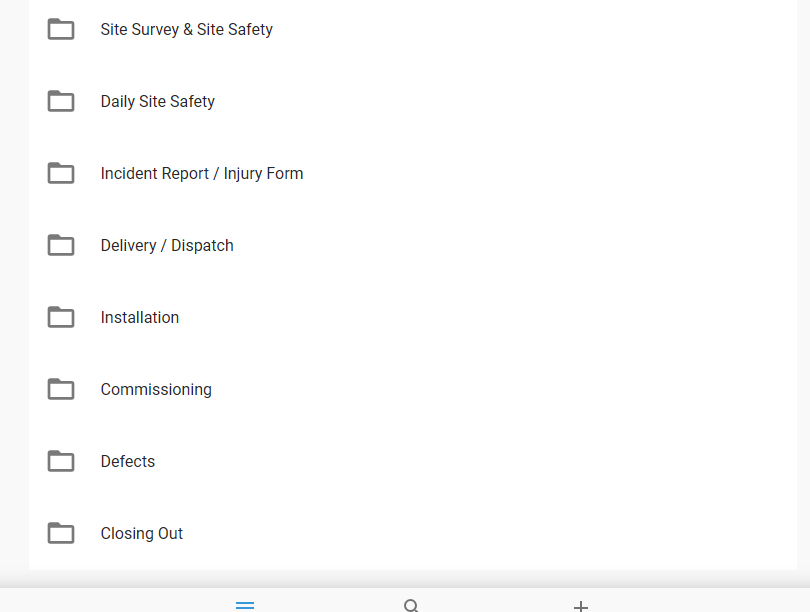 Site Survey & Site Safety
Daily Site Safety
Incident Report / Injury Form
Delivery / Dispatch
Installation
Commissioning
Defects
Closing Out